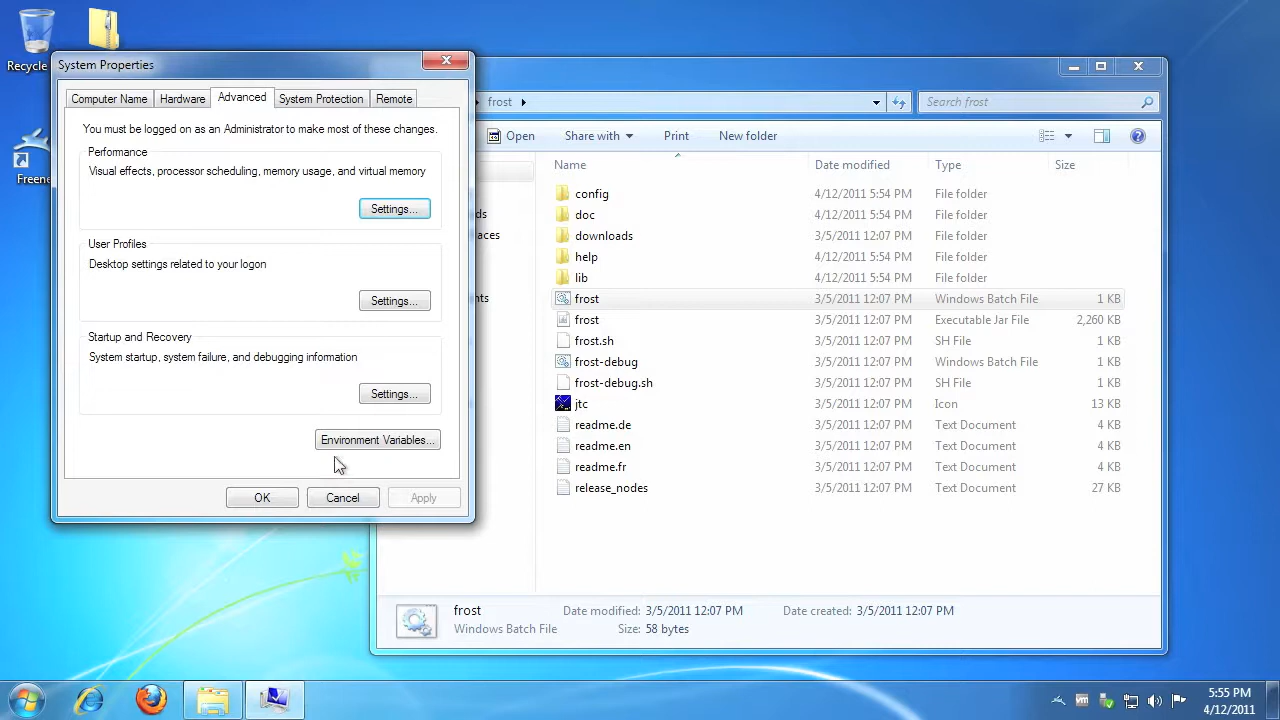 Recycle
Freene
System Properties
Computer Name
Hardware
Advanced
System Protection
Remote
You must be logged on as an Administrator to make most of these changes.
Performance
Visual effects, processor scheduling, memory usage, and virtual memory
Settings...
User Profiles
Desktop settings related to your logon
Settings...
Startup and Recovery
System startup, system failure, and debugging information
Settings...
Environment Variables...
OK
Cancel
Apply
frost
Search frost
Open
Share with
Print
New folder
ds
aces
nts
Name Date modified Type Size
config 4/12/2011 5:54 PM File folder
doc 4/12/2011 5:54 PM File folder
downloads 3/5/2011 12:07 PM File folder
help 4/12/2011 5:54 PM File folder
lib 4/12/2011 5:54 PM File folder
frost 3/5/2011 12:07 PM Windows Batch File 1 KB
frost 3/5/2011 12:07 PM Executable Jar File 2,260 KB
frost.sh 3/5/2011 12:07 PM SH File 1 KB
frost-debug 3/5/2011 12:07 PM Windows Batch File 1 KB
frost-debug.sh 3/5/2011 12:07 PM SH File 1 KB
jtc 3/5/2011 12:07 PM Icon 13 KB
readme.de 3/5/2011 12:07 PM Text Document 4 KB
readme.en 3/5/2011 12:07 PM Text Document 4 KB
readme.fr 3/5/2011 12:07 PM Text Document 4 KB
release_nodes 3/5/2011 12:07 PM Text Document 27 KB
frost Date modified: 3/5/2011 12:07 PM Date created: 3/5/2011 12:07 PM
Windows Batch File Size: 58 bytes
5:55 PM
4/12/2011